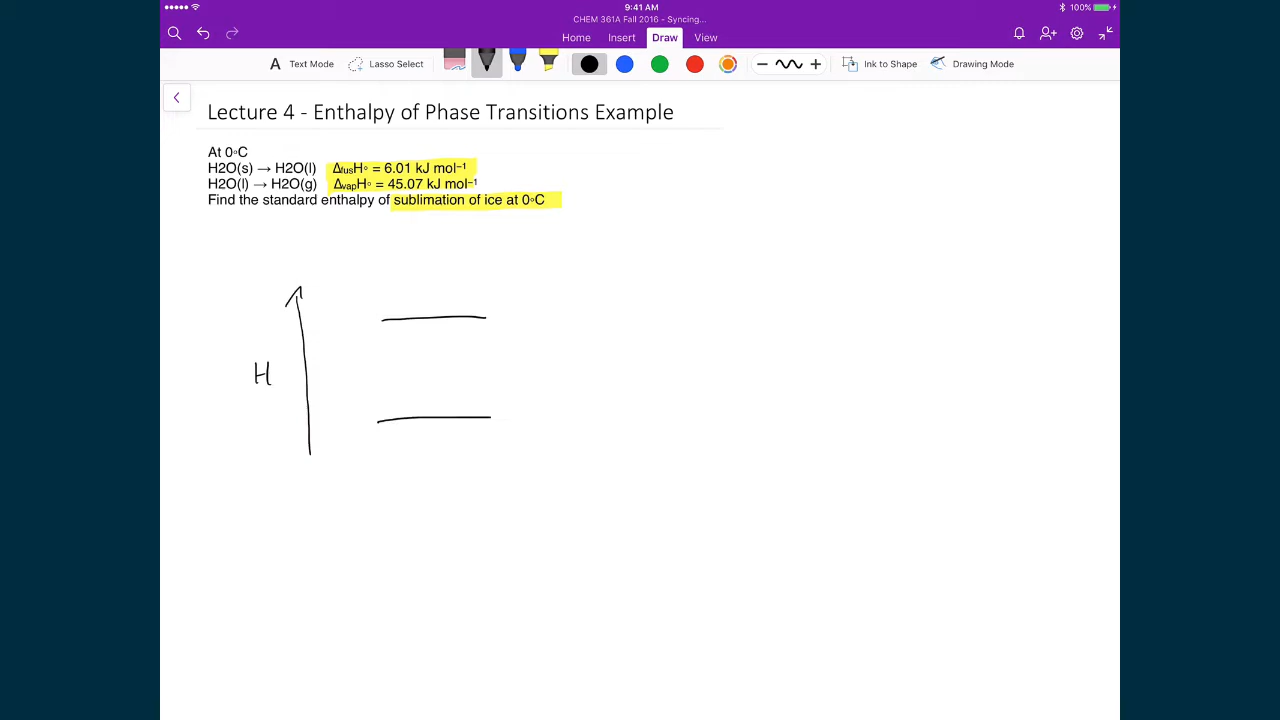 9:41 AM
100%
CHEM 361A Fall 2016 - Syncing...
Home Insert Draw View
A Text Mode Lasso Select Ink to Shape Drawing Mode
Lecture 4 - Enthalpy of Phase Transitions Example
At 0◦C
H2O(s) → H2O(l) ΔfusH◦ = 6.01 kJ mol⁻¹
H2O(l) → H2O(g) ΔvapH◦ = 45.07 kJ mol⁻¹
Find the standard enthalpy of sublimation of ice at 0◦C
H